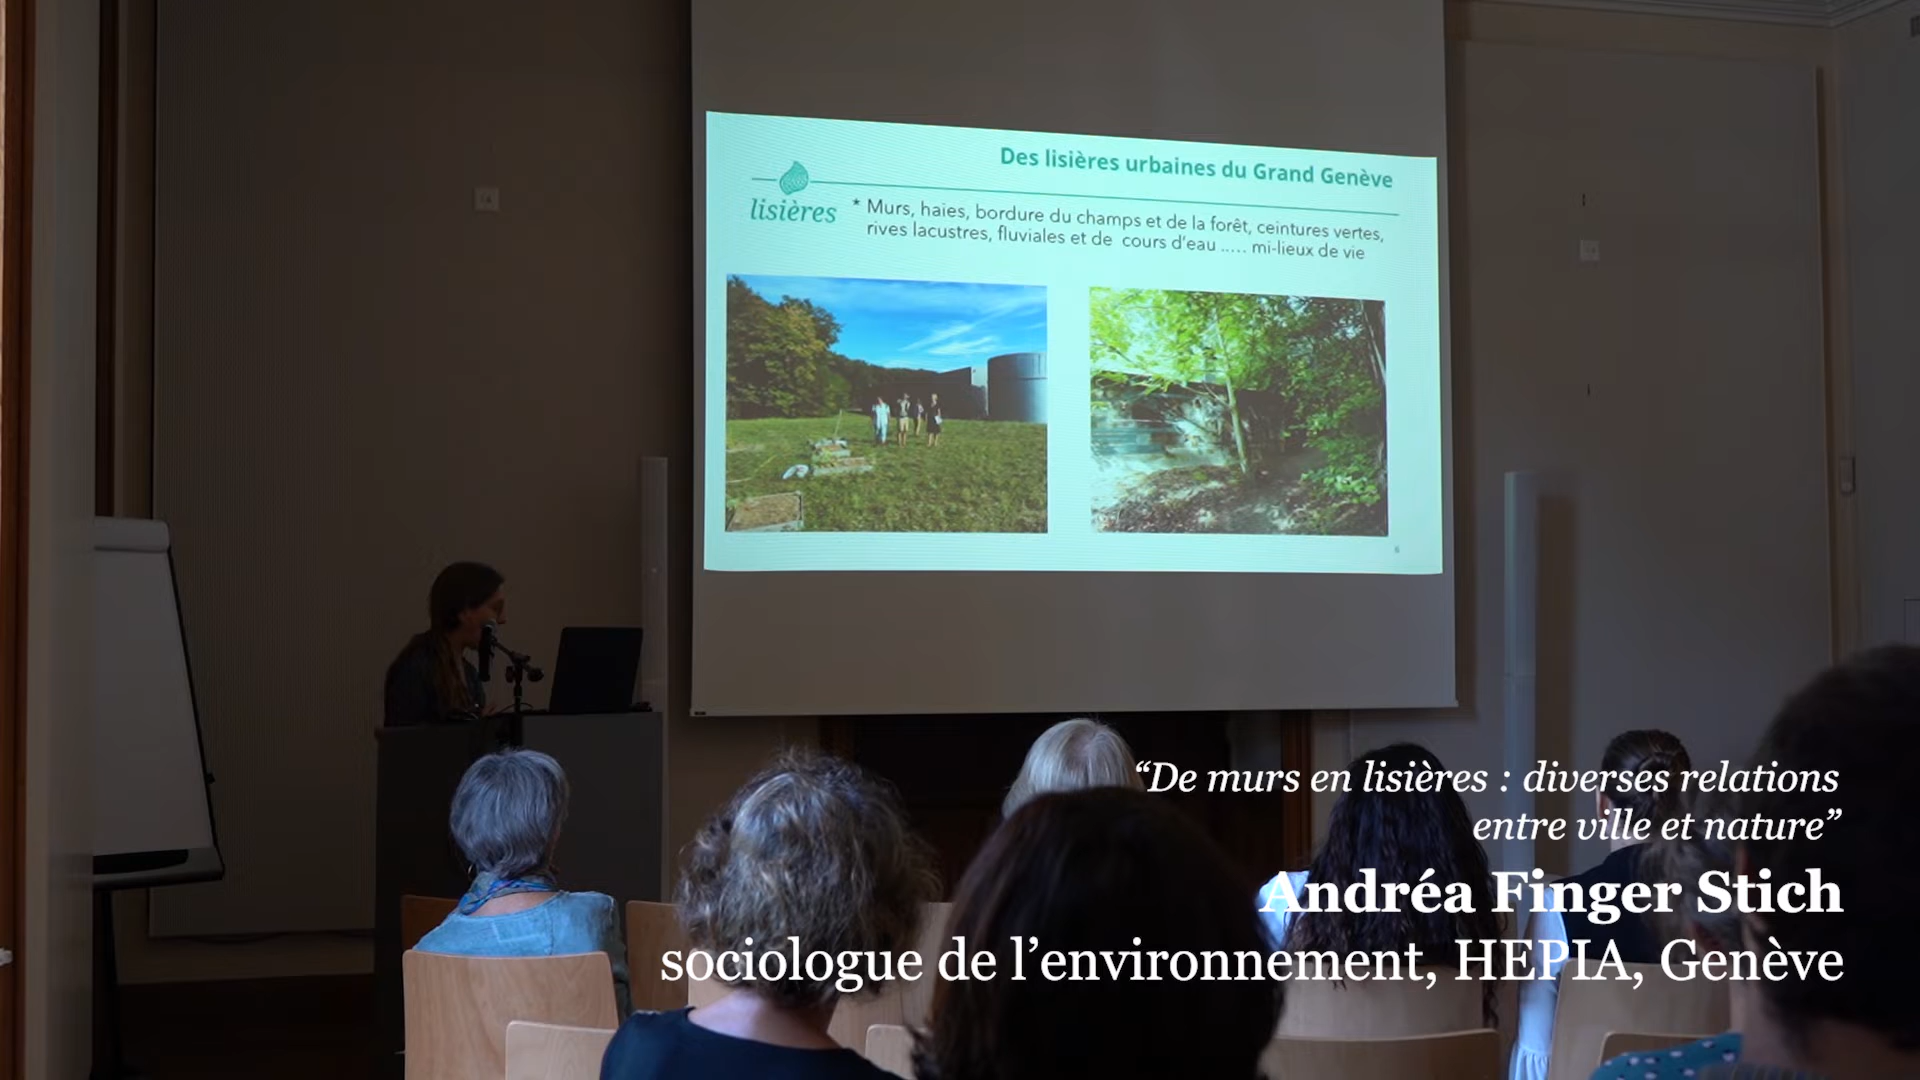 Des lisières urbaines du Grand Genève
lisières
* Murs, haies, bordure du champs et de la forêt, ceintures vertes,
rives lacustres, fluviales et de cours d'eau ..... mi-lieux de vie
“De murs en lisières : diverses relations
entre ville et nature”
Andréa Finger Stich
sociologue de l’environnement, HEPIA, Genève